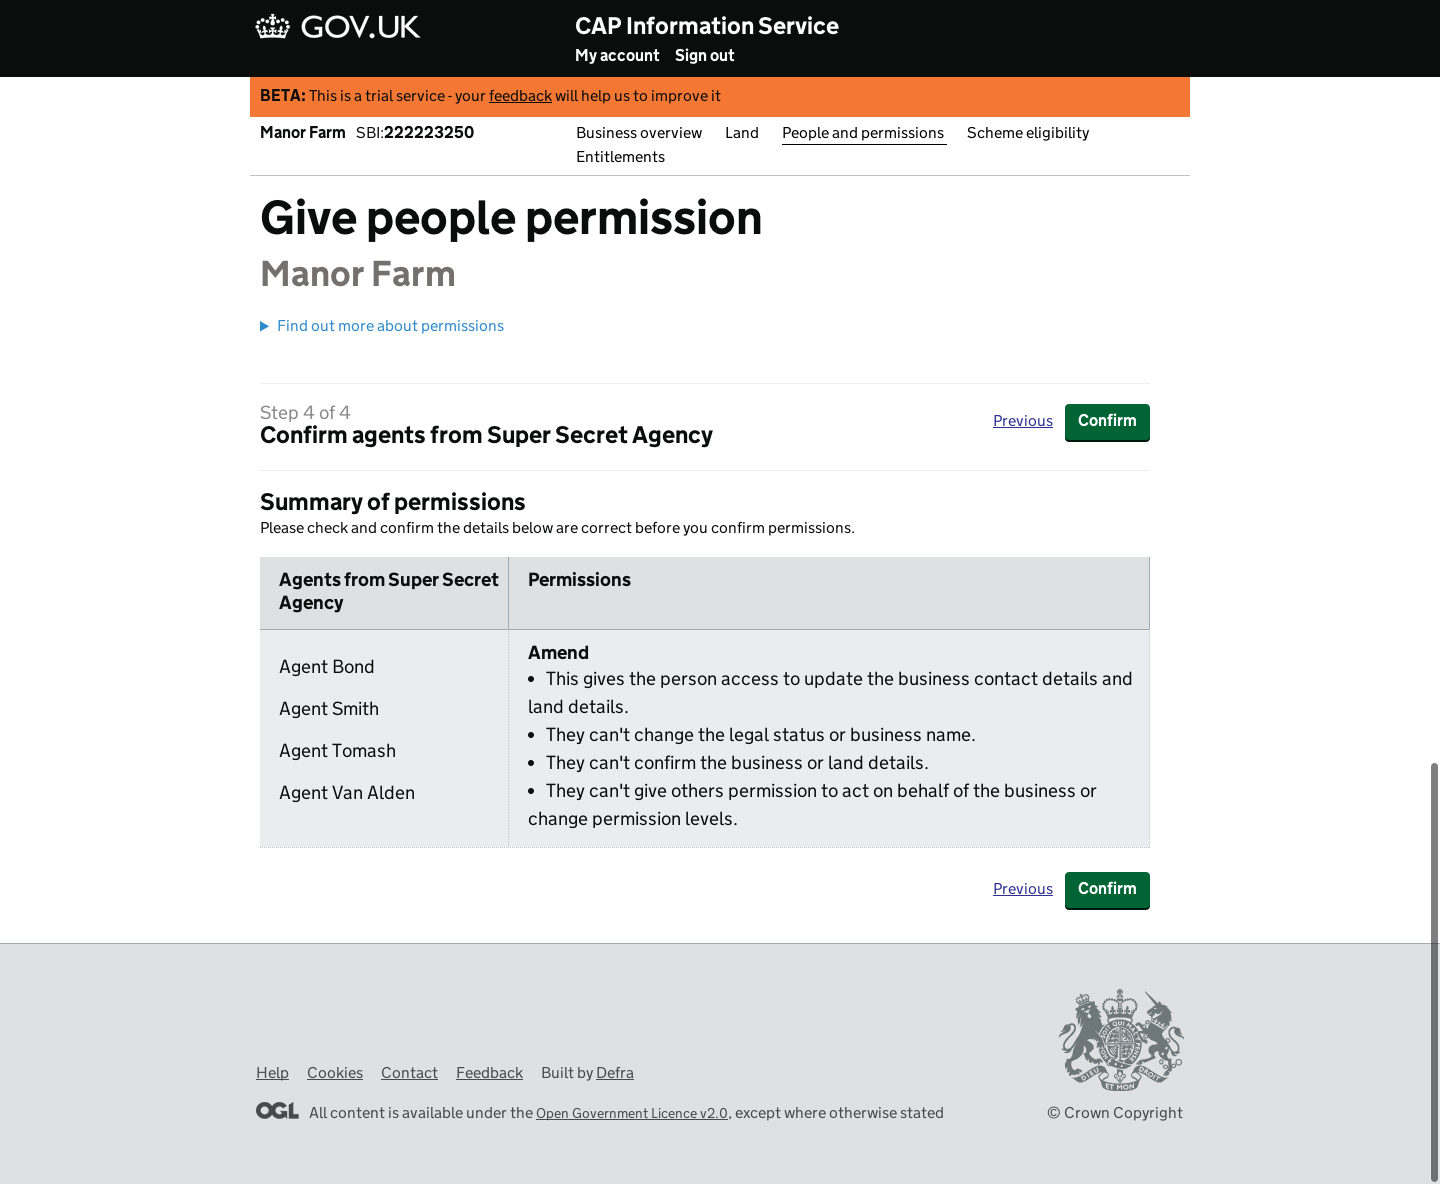 GOV.UK
CAP Information Service
My account Sign out
BETA: This is a trial service - your feedback will help us to improve it
Manor Farm SBI:222223250
Business overview Land People and permissions Scheme eligibility
Entitlements
Give people permission
Manor Farm
Find out more about permissions
Step 4 of 4
Confirm agents from Super Secret Agency
Previous Confirm
Summary of permissions
Please check and confirm the details below are correct before you confirm permissions.
Agents from Super Secret
Agency
Permissions
Agent Bond
Agent Smith
Agent Tomash
Agent Van Alden
Amend
• This gives the person access to update the business contact details and
land details.
• They can't change the legal status or business name.
• They can't confirm the business or land details.
• They can't give others permission to act on behalf of the business or
change permission levels.
Previous Confirm
Help Cookies Contact Feedback Built by Defra
OGL All content is available under the Open Government Licence v2.0, except where otherwise stated
DIEU ET MON DROIT
© Crown Copyright